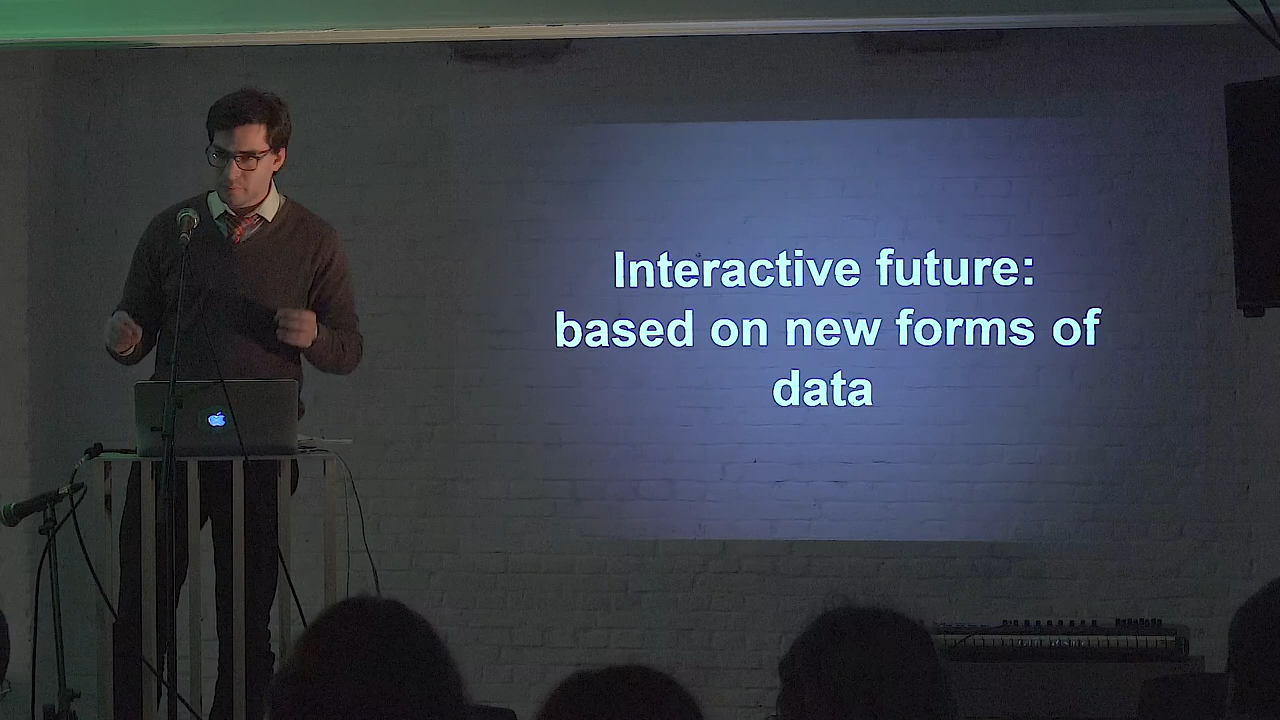 Interactive future:
based on new forms of
data